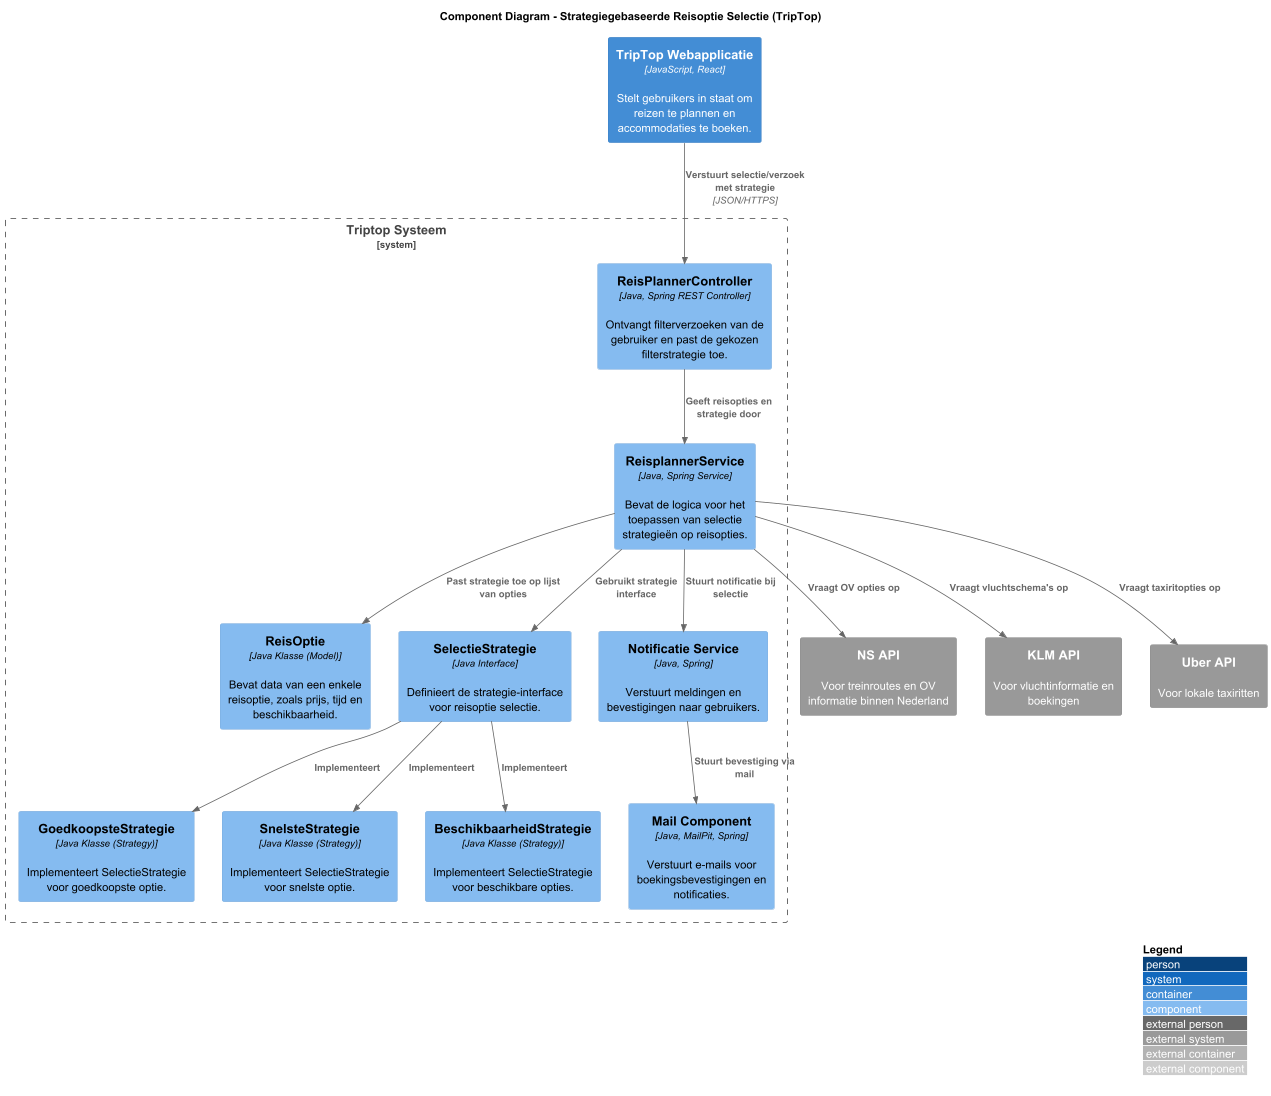 Component Diagram - Strategiegebaseerde Reisoptie Selectie (TripTop)
TripTop Webapplicatie
[JavaScript, React]
Stelt gebruikers in staat om
reizen te plannen en
accommodaties te boeken.
Verstuurt selectie/verzoek
met strategie
[JSON/HTTPS]
Triptop Systeem
[system]
ReisPlannerController
[Java, Spring REST Controller]
Ontvangt filterverzoeken van de
gebruiker en past de gekozen
filterstrategie toe.
Geeft reisopties en
strategie door
ReisplannerService
[Java, Spring Service]
Bevat de logica voor het
toepassen van selectie
strategieën op reisopties.
Past strategie toe op lijst
van opties
Gebruikt strategie
interface
Stuurt notificatie bij
selectie
Vraagt OV opties op
Vraagt vluchtschema's op
Vraagt taxiritopties op
ReisOptie
[Java Klasse (Model)]
Bevat data van een enkele
reisoptie, zoals prijs, tijd en
beschikbaarheid.
SelectieStrategie
[Java Interface]
Definieert de strategie-interface
voor reisoptie selectie.
Notificatie Service
[Java, Spring]
Verstuurt meldingen en
bevestigingen naar gebruikers.
NS API
Voor treinroutes en OV
informatie binnen Nederland
KLM API
Voor vluchtinformatie en
boekingen
Uber API
Voor lokale taxiritten
Implementeert
Implementeert
Implementeert
Stuurt bevestiging via
mail
GoedkoopsteStrategie
[Java Klasse (Strategy)]
Implementeert SelectieStrategie
voor goedkoopste optie.
SnelsteStrategie
[Java Klasse (Strategy)]
Implementeert SelectieStrategie
voor snelste optie.
BeschikbaarheidStrategie
[Java Klasse (Strategy)]
Implementeert SelectieStrategie
voor beschikbare opties.
Mail Component
[Java, MailPit, Spring]
Verstuurt e-mails voor
boekingsbevestigingen en
notificaties.
Legend
person
system
container
component
external person
external system
external container
external component